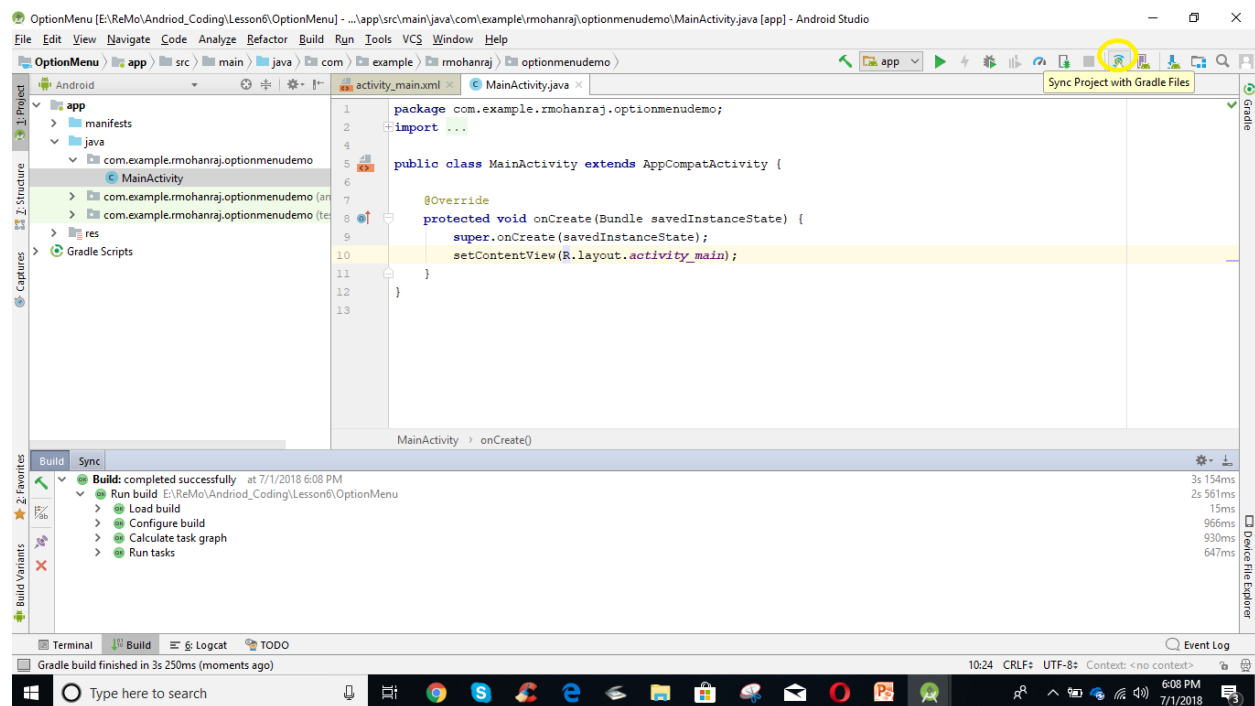 OptionMenu [E:\ReMo\Andriod_Coding\Lesson6\OptionMenu] - ...\app\src\main\java\com\example\rmohanraj\optionmenudemo\MainActivity.java [app] - Android Studio
File Edit View Navigate Code Analyze Refactor Build Run Tools VCS Window Help
OptionMenu app src main java com example rmohanraj optionmenudemo app
Sync Project with Gradle Files
Android activity_main.xml MainActivity.java
1: Project
Z: Structure
Captures
2: Favorites
Build Variants
app
manifests
java
com.example.rmohanraj.optionmenudemo
MainActivity
com.example.rmohanraj.optionmenudemo (an
com.example.rmohanraj.optionmenudemo (te
res
Gradle Scripts
1 package com.example.rmohanraj.optionmenudemo;
2 import ...
4
5 public class MainActivity extends AppCompatActivity {
6
7 @Override
8 protected void onCreate(Bundle savedInstanceState) {
9 super.onCreate(savedInstanceState);
10 setContentView(R.layout.activity_main);
11 }
12 }
13
MainActivity onCreate()
Gradle
Device File Explorer
Build Sync
Build: completed successfully at 7/1/2018 6:08 PM 3s 154ms
Run build E:\ReMo\Andriod_Coding\Lesson6\OptionMenu 2s 561ms
Load build 15ms
Configure build 966ms
Calculate task graph 930ms
Run tasks 647ms
Terminal Build 6: Logcat TODO Event Log
Gradle build finished in 3s 250ms (moments ago) 10:24 CRLF UTF-8 Context: <no context>
Type here to search 6:08 PM
7/1/2018
3